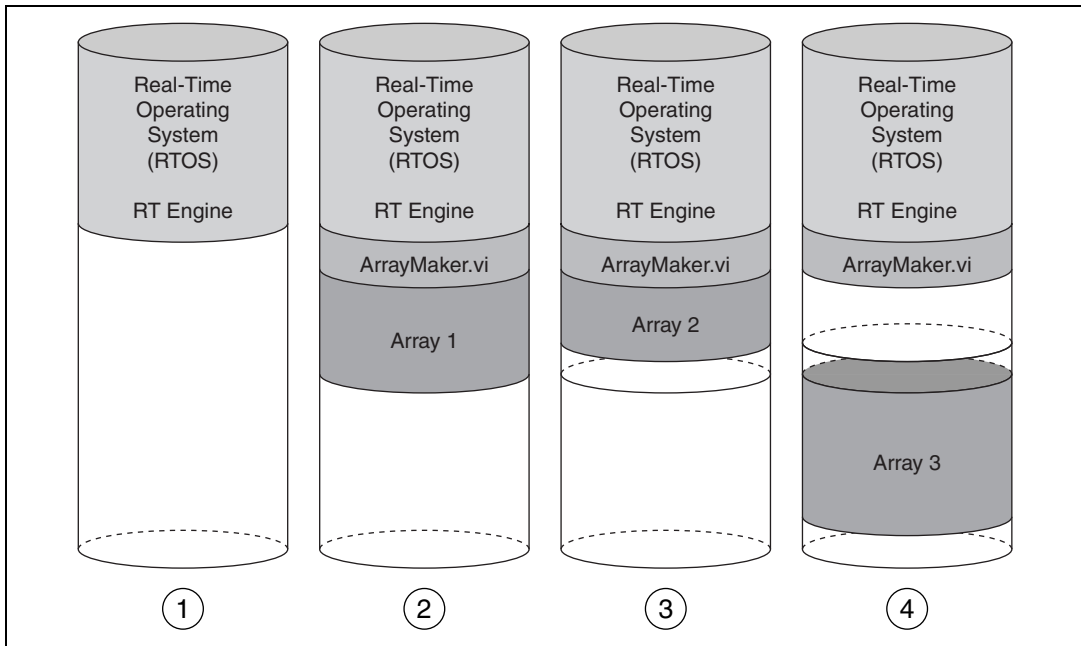 Real-Time
Operating
System
(RTOS)
RT Engine
Real-Time
Operating
System
(RTOS)
RT Engine
ArrayMaker.vi
Array 1
Real-Time
Operating
System
(RTOS)
RT Engine
ArrayMaker.vi
Array 2
Real-Time
Operating
System
(RTOS)
RT Engine
ArrayMaker.vi
Array 3
1
2
3
4